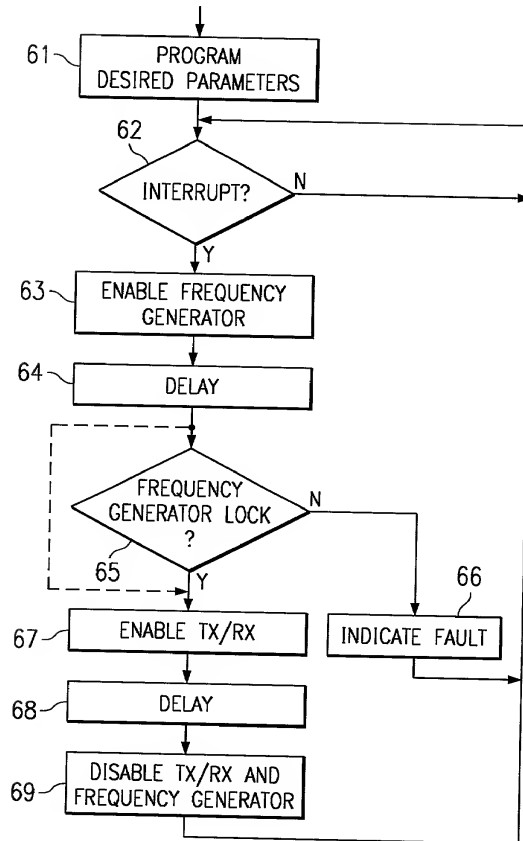 61
PROGRAM
DESIRED PARAMETERS
62
INTERRUPT?
N
Y
63
ENABLE FREQUENCY
GENERATOR
64
DELAY
FREQUENCY
GENERATOR LOCK
?
N
65
Y
66
INDICATE FAULT
67
ENABLE TX/RX
68
DELAY
69
DISABLE TX/RX AND
FREQUENCY GENERATOR